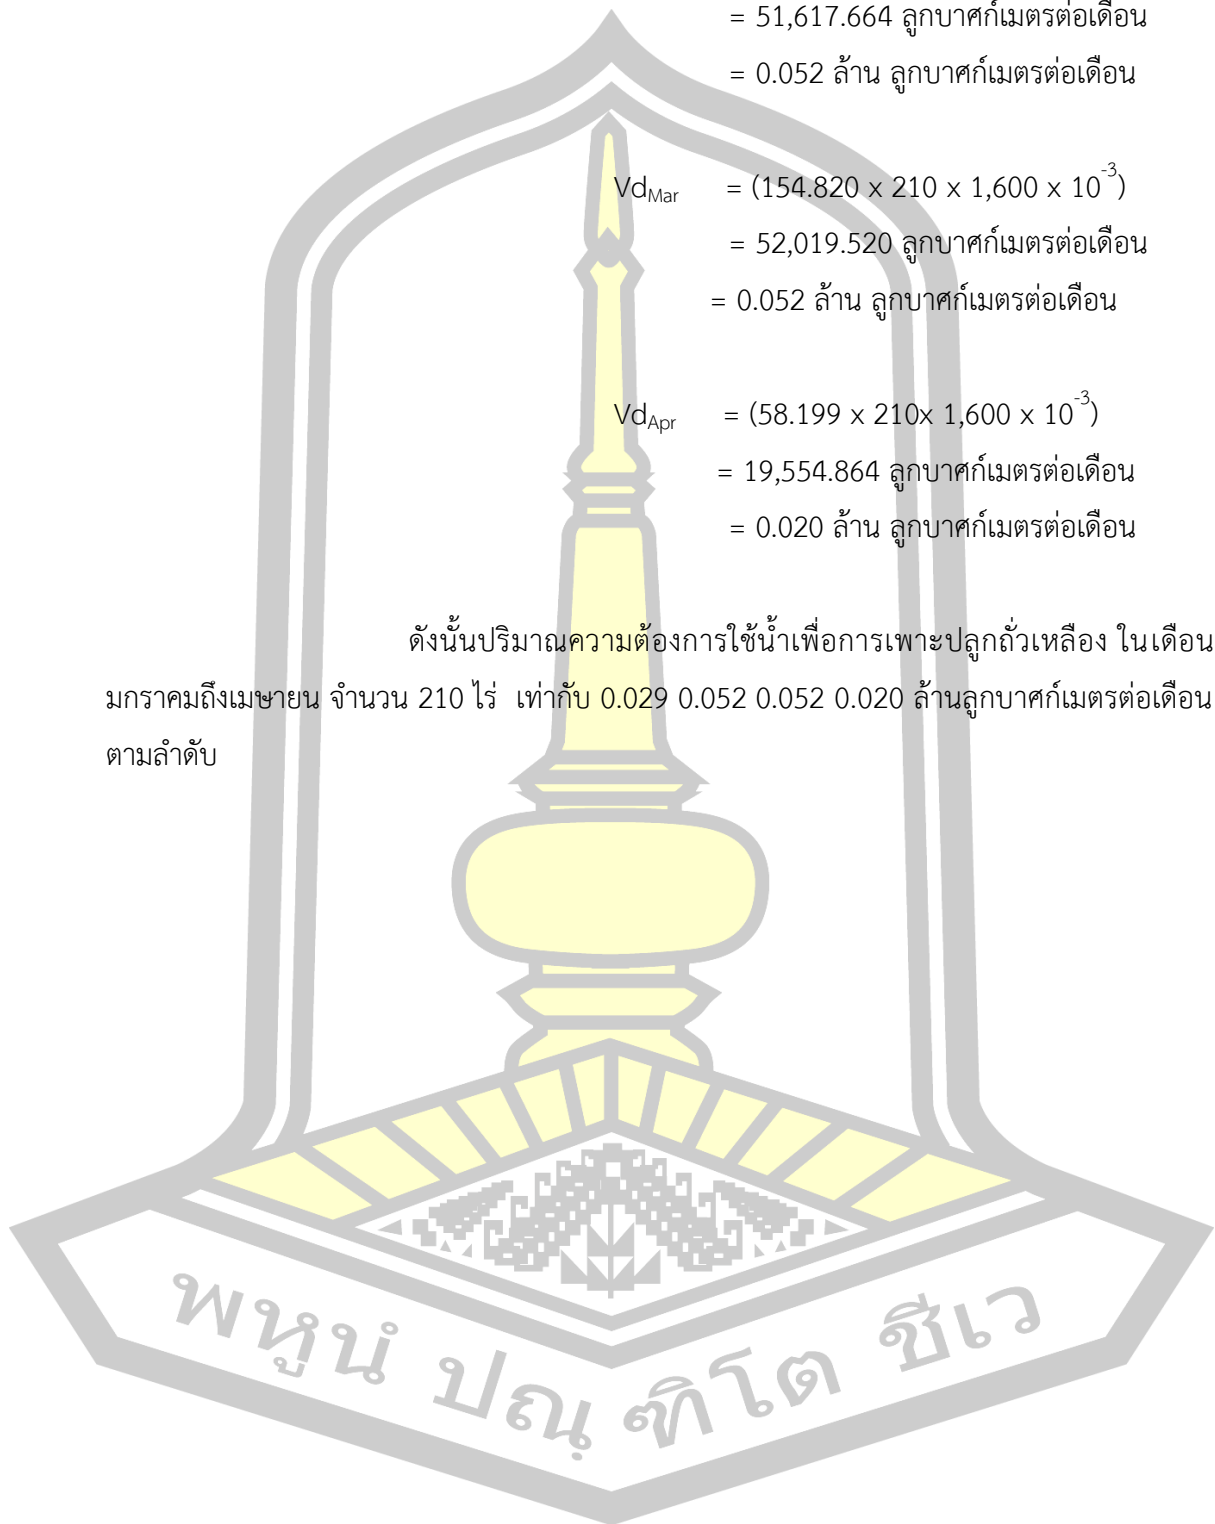 = 51,617.664 ลูกบาศก์เมตรต่อเดือน
= 0.052 ล้าน ลูกบาศก์เมตรต่อเดือน
Vd_Mar = (154.820 x 210 x 1,600 x 10^-3)
= 52,019.520 ลูกบาศก์เมตรต่อเดือน
= 0.052 ล้าน ลูกบาศก์เมตรต่อเดือน
Vd_Apr = (58.199 x 210x 1,600 x 10^-3)
= 19,554.864 ลูกบาศก์เมตรต่อเดือน
= 0.020 ล้าน ลูกบาศก์เมตรต่อเดือน
ดังนั้นปริมาณความต้องการใช้น้ำเพื่อการเพาะปลูกถั่วเหลือง ในเดือน
มกราคมถึงเมษายน จำนวน 210 ไร่ เท่ากับ 0.029 0.052 0.052 0.020 ล้านลูกบาศก์เมตรต่อเดือน
ตามลำดับ
พหูนํ ปณฺ ฑิโต ชีเว